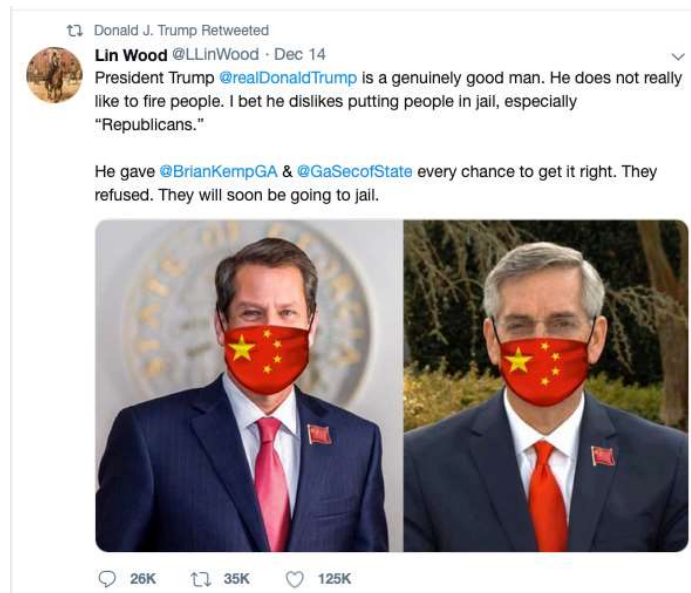 Donald J. Trump Retweeted
Lin Wood @LLinWood · Dec 14
President Trump @realDonaldTrump is a genuinely good man. He does not really
like to fire people. I bet he dislikes putting people in jail, especially
“Republicans.”
He gave @BrianKempGA & @GaSecofState every chance to get it right. They
refused. They will soon be going to jail.
26K 35K 125K